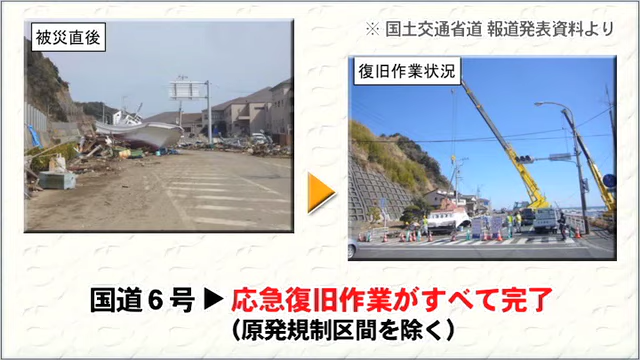 被災直後
※ 国土交通省道 報道発表資料より
復旧作業状況
国道６号▶応急復旧作業がすべて完了
（原発規制区間を除く）